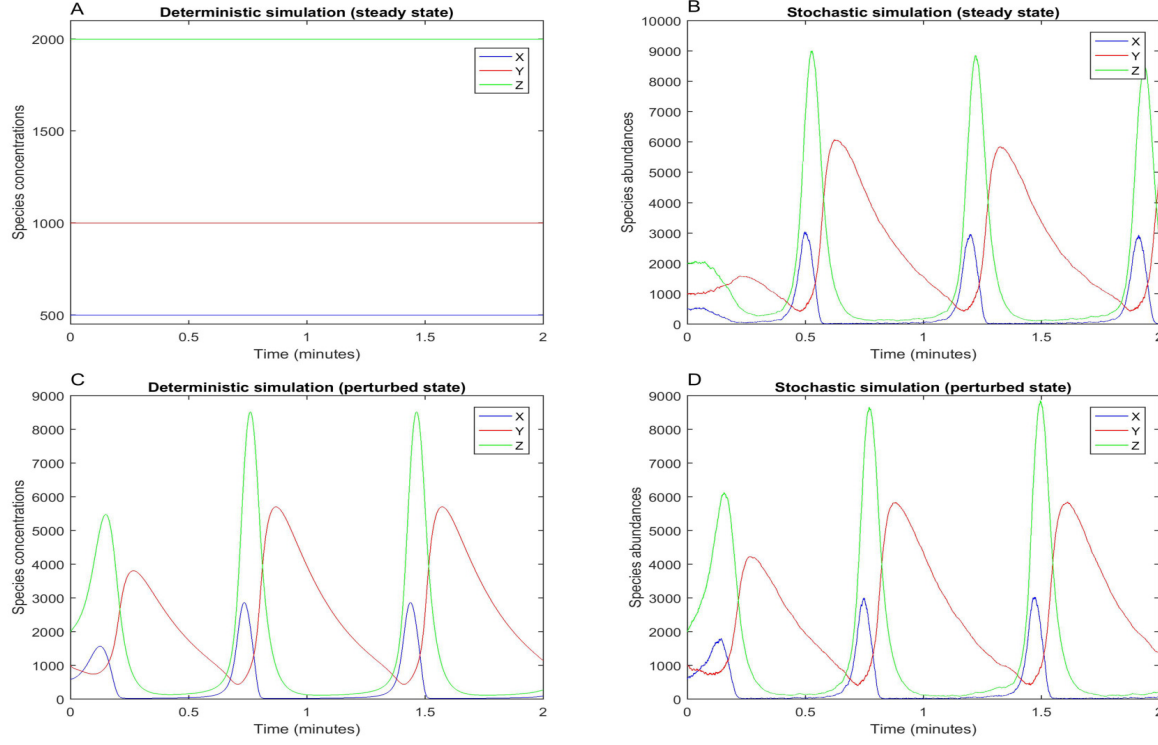 A
Deterministic simulation (steady state)
2000
1500
1000
500
Species concentrations
X
Y
Z
0
0.5
1
1.5
2
Time (minutes)
B
Stochastic simulation (steady state)
10000
9000
8000
7000
6000
5000
4000
3000
2000
1000
0
Species abundances
X
Y
Z
0
0.5
1
1.5
2
Time (minutes)
C
Deterministic simulation (perturbed state)
9000
8000
7000
6000
5000
4000
3000
2000
1000
0
Species concentrations
X
Y
Z
0
0.5
1
1.5
2
Time (minutes)
D
Stochastic simulation (perturbed state)
9000
8000
7000
6000
5000
4000
3000
2000
1000
0
Species abundances
X
Y
Z
0
0.5
1
1.5
2
Time (minutes)